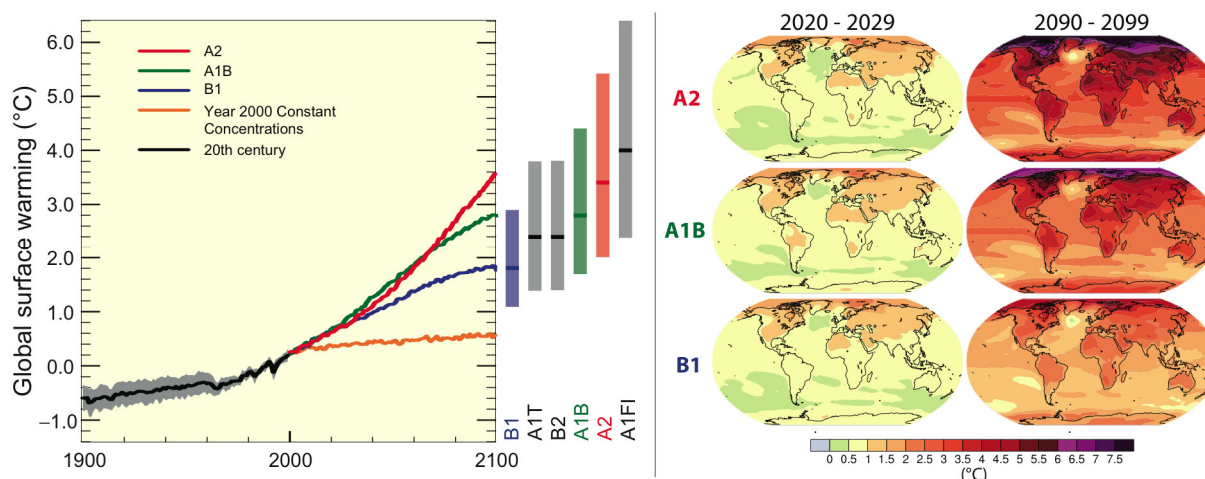 Global surface warming (°C)
6.0
5.0
4.0
3.0
2.0
1.0
0.0
–1.0
A2
A1B
B1
Year 2000 Constant
Concentrations
20th century
1900
2000
2100
B1
A1T
B2
A1B
A2
A1FI
2020 - 2029
2090 - 2099
A2
A1B
B1
0 0.5 1 1.5 2 2.5 3 3.5 4 4.5 5 5.5 6 6.5 7 7.5
(°C)